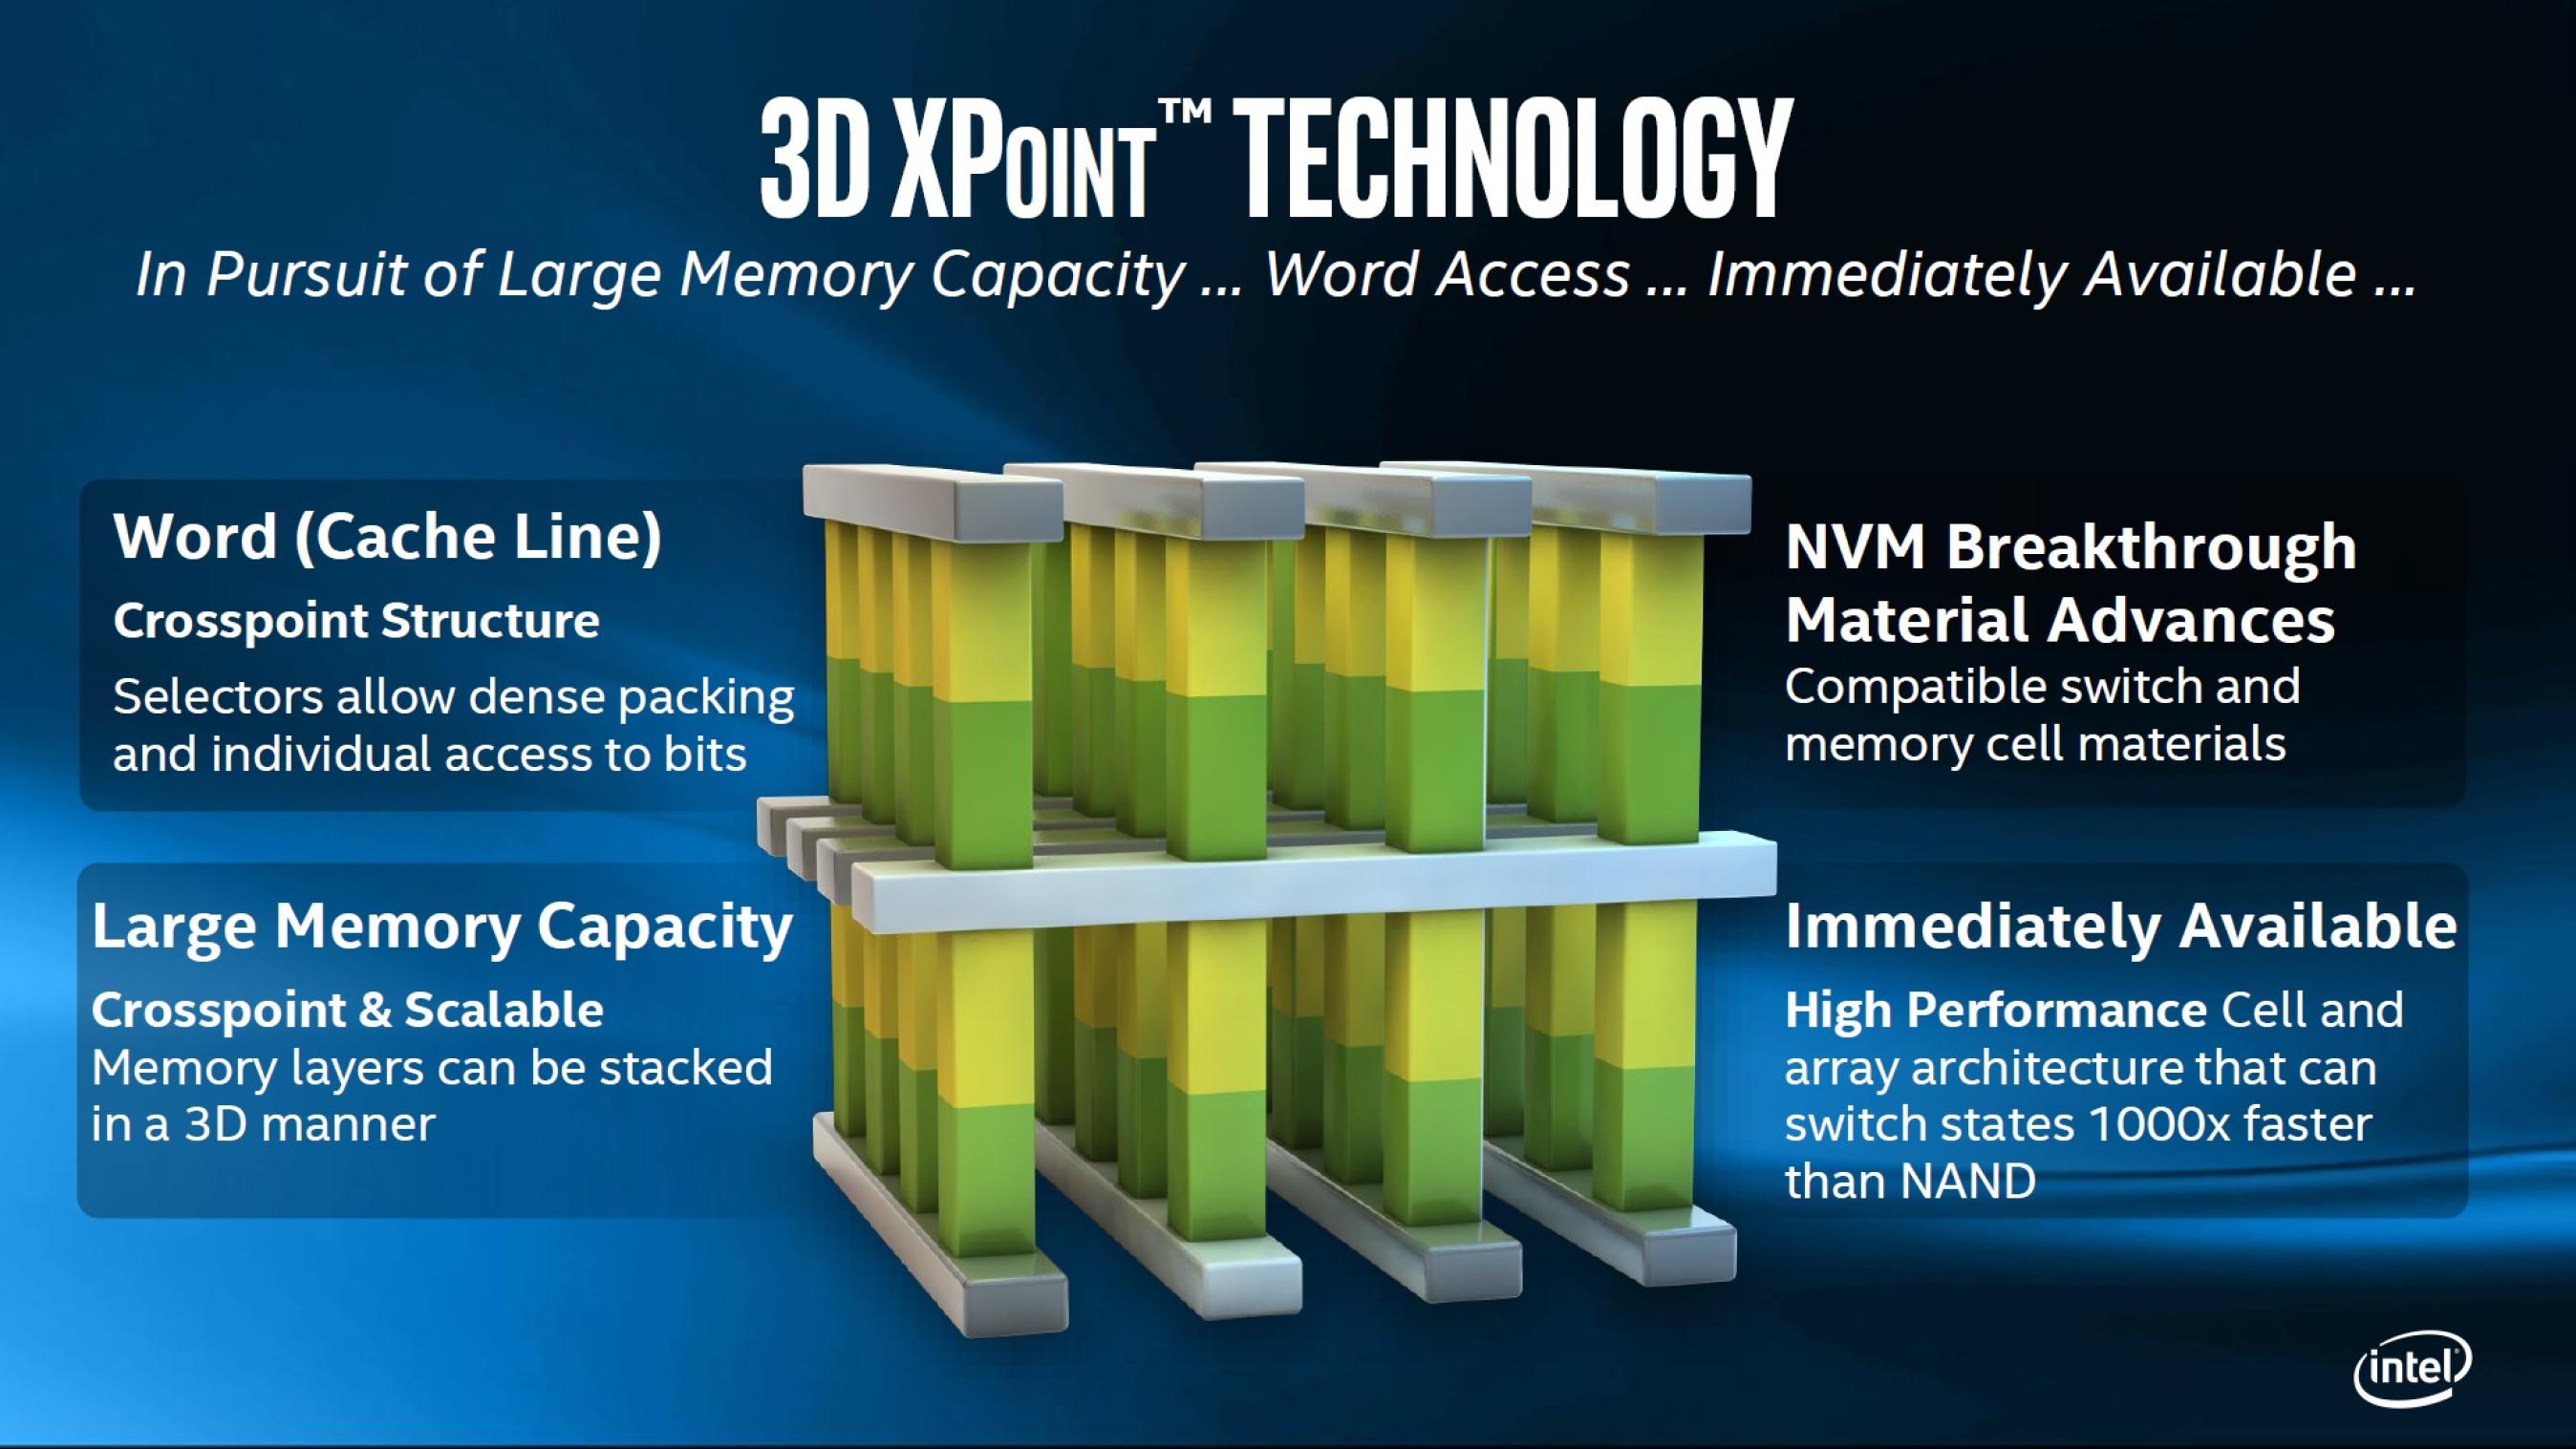 3D XPOINT™ TECHNOLOGY
In Pursuit of Large Memory Capacity ... Word Access ... Immediately Available ...
Word (Cache Line)
Crosspoint Structure
Selectors allow dense packing
and individual access to bits
Large Memory Capacity
Crosspoint & Scalable
Memory layers can be stacked
in a 3D manner
NVM Breakthrough
Material Advances
Compatible switch and
memory cell materials
Immediately Available
High Performance Cell and
array architecture that can
switch states 1000x faster
than NAND
intel